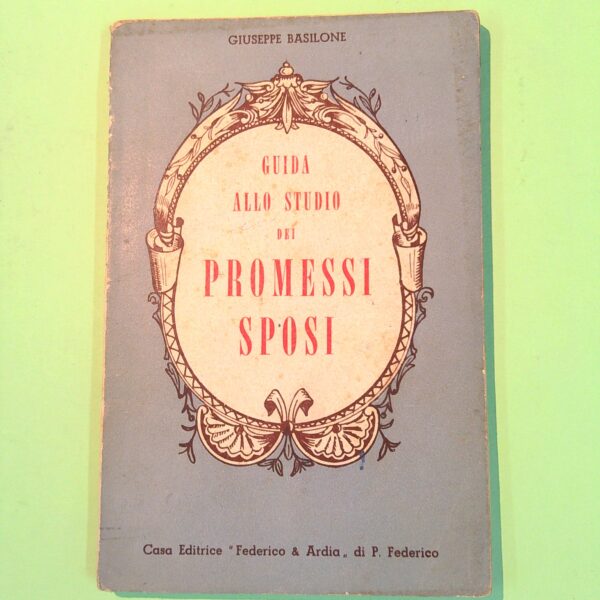 GIUSEPPE BASILONE
GUIDA
ALLO STUDIO
DEI
PROMESSI
SPOSI
Casa Editrice "Federico & Ardia„ di P. Federico